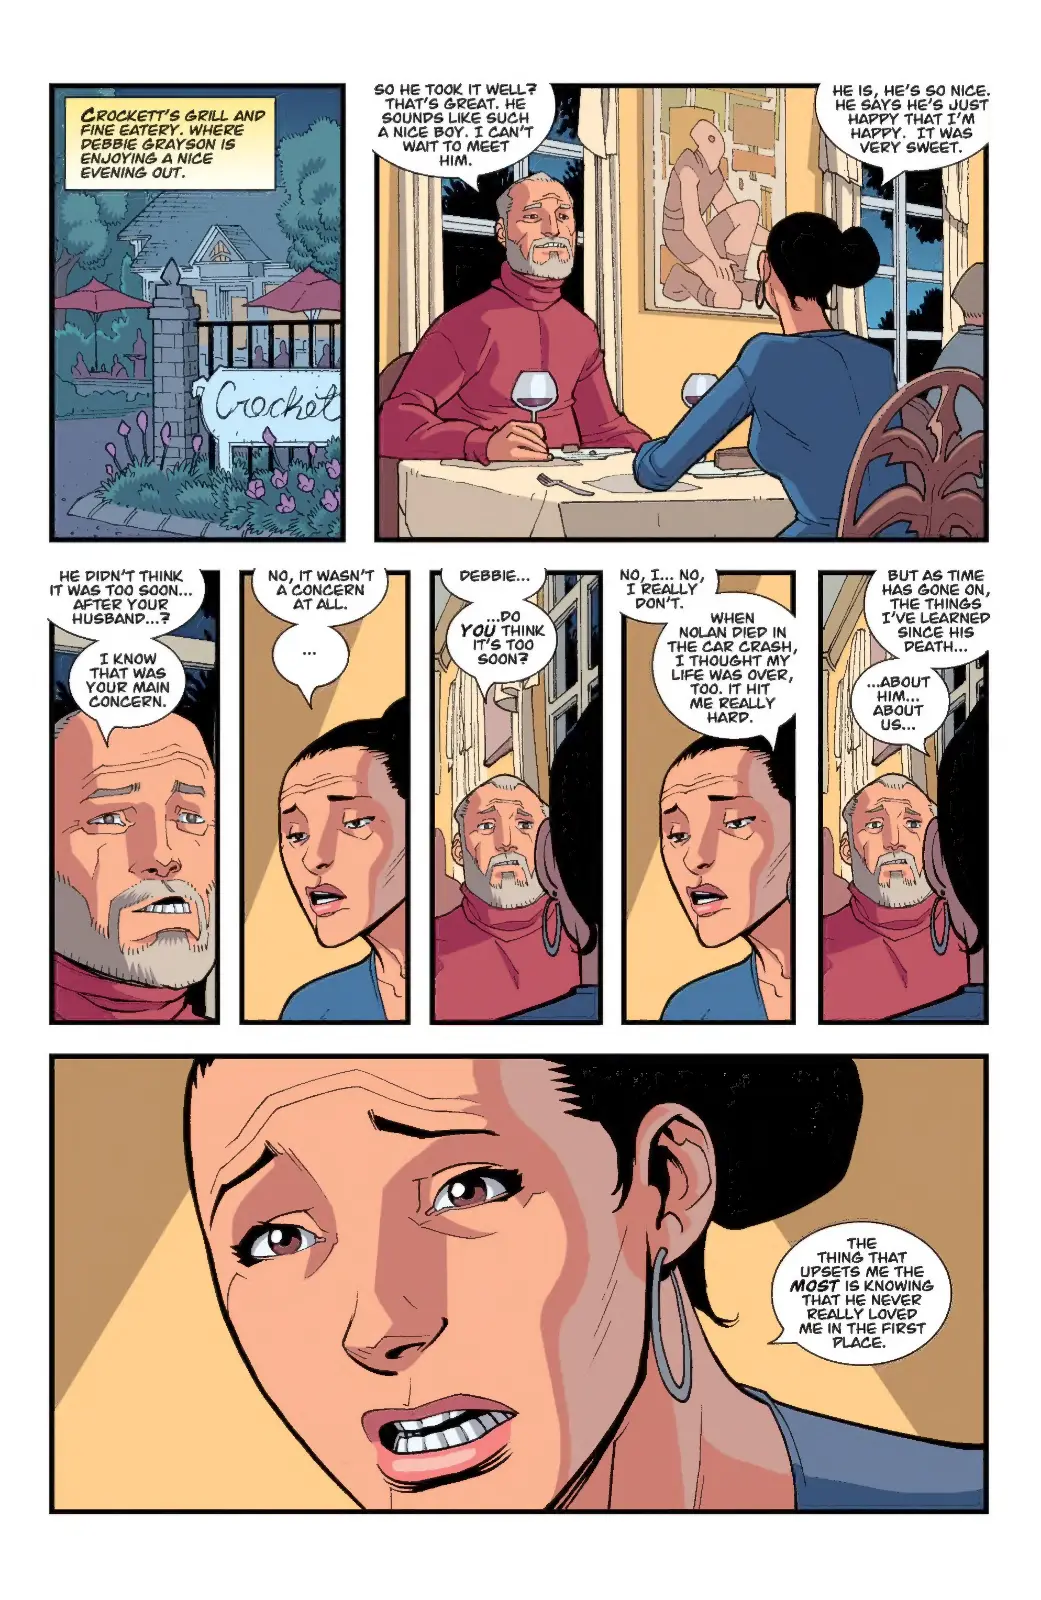 CROCKETT'S GRILL AND
FINE EATERY. WHERE
DEBBIE GRAYSON IS
ENJOYING A NICE
EVENING OUT.
Crocket
SO HE TOOK IT WELL?
THAT'S GREAT. HE
SOUNDS LIKE SUCH
A NICE BOY. I CAN'T
WAIT TO MEET
HIM.
HE IS, HE'S SO NICE.
HE SAYS HE'S JUST
HAPPY THAT I'M
HAPPY. IT WAS
VERY SWEET.
HE DIDN'T THINK
IT WAS TOO SOON...
AFTER YOUR
HUSBAND...?
I KNOW
THAT WAS
YOUR MAIN
CONCERN.
NO, IT WASN'T
A CONCERN
AT ALL.
...
DEBBIE...
...DO
YOU THINK
IT'S TOO
SOON?
NO, I... NO,
I REALLY
DON'T.
WHEN
NOLAN DIED IN
THE CAR CRASH,
I THOUGHT MY
LIFE WAS OVER,
TOO. IT HIT
ME REALLY
HARD.
BUT AS TIME
HAS GONE ON,
THE THINGS
I'VE LEARNED
SINCE HIS
DEATH...
...ABOUT
HIM...
ABOUT
US...
THE
THING THAT
UPSETS ME THE
MOST IS KNOWING
THAT HE NEVER
REALLY LOVED
ME IN THE FIRST
PLACE.